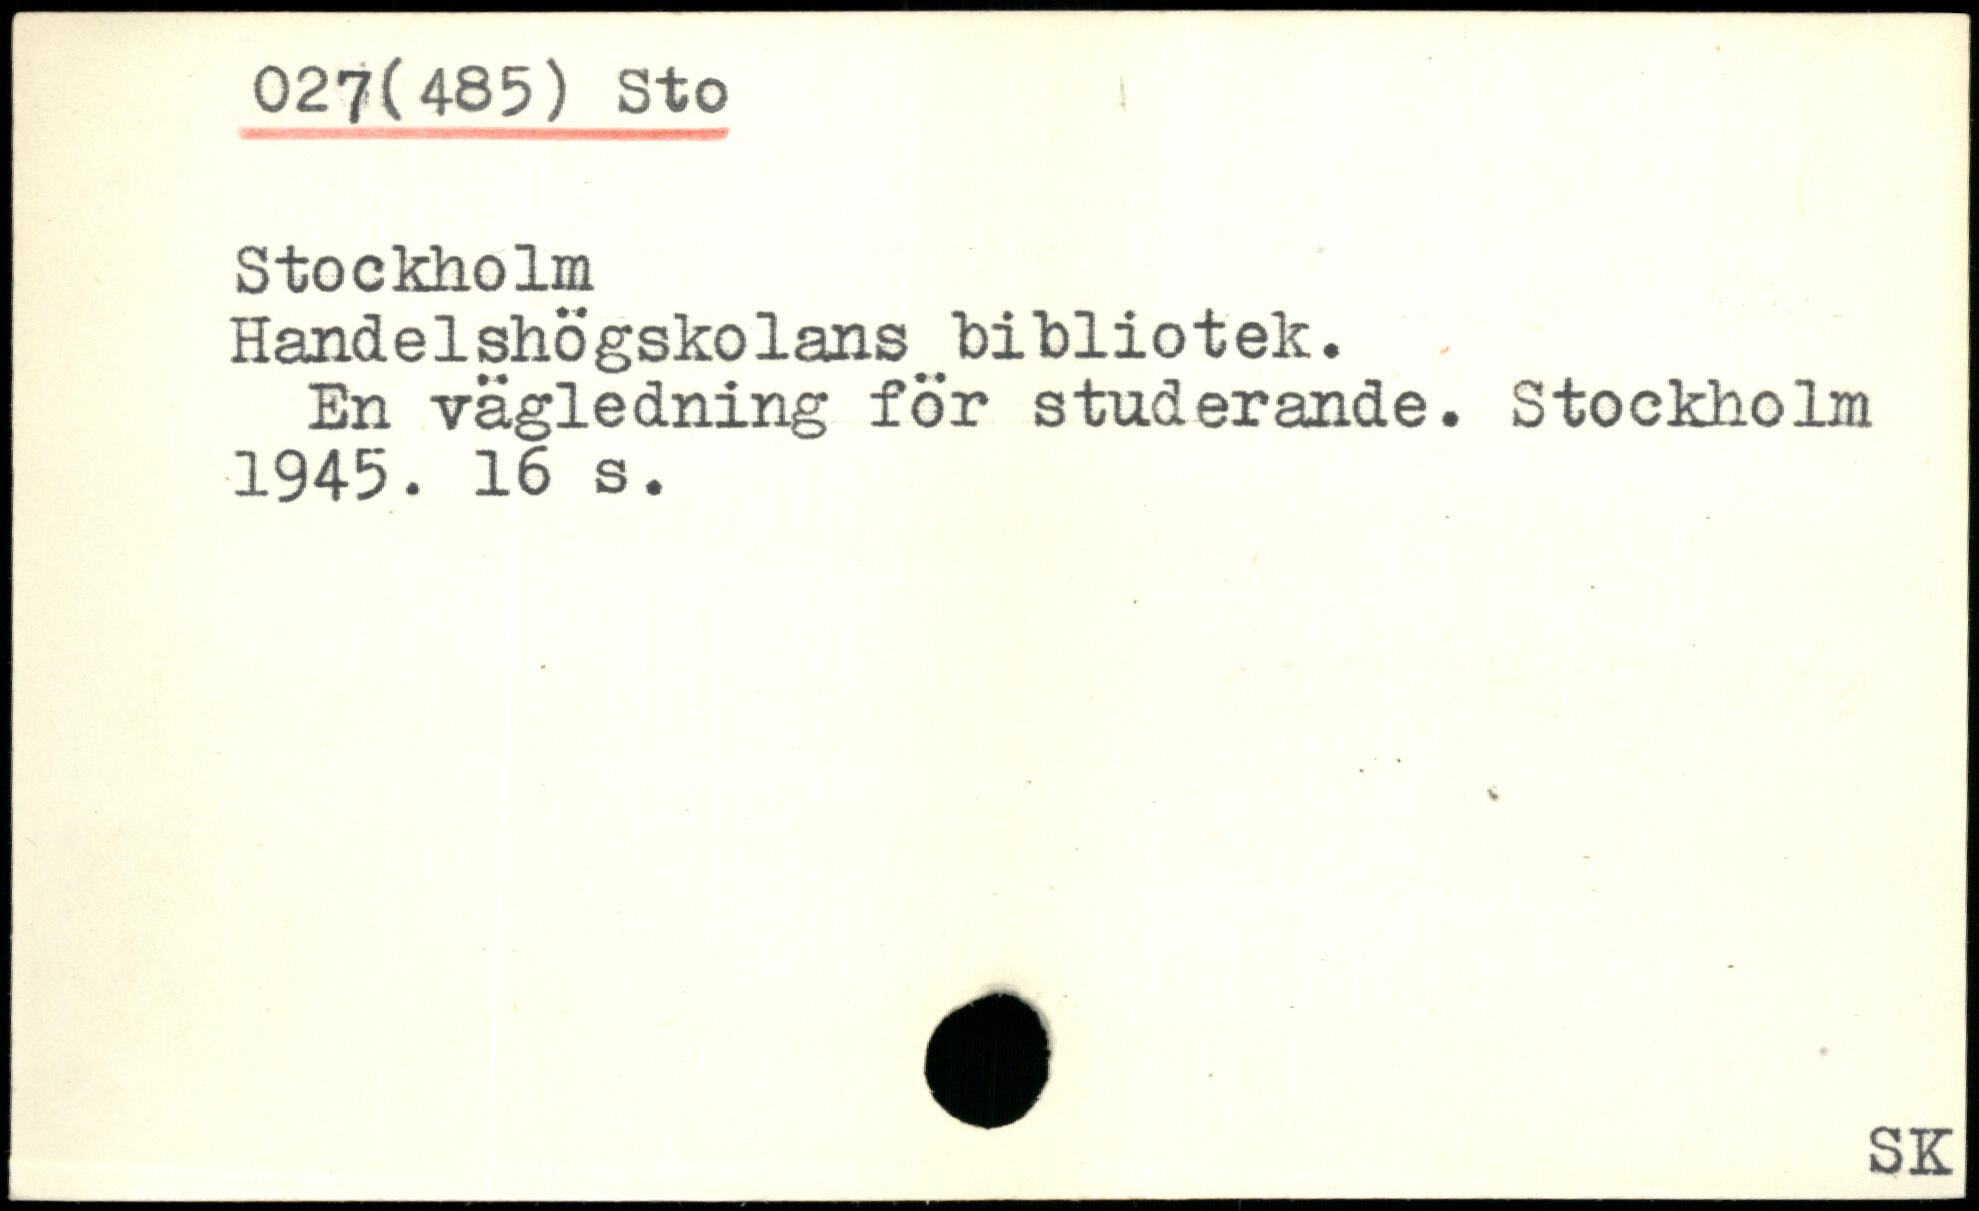 027(485) Sto
Stockholm
Handelshögskolans bibliotek.
En vägledning för studerande. Stockholm
1945. 16 s.
SK